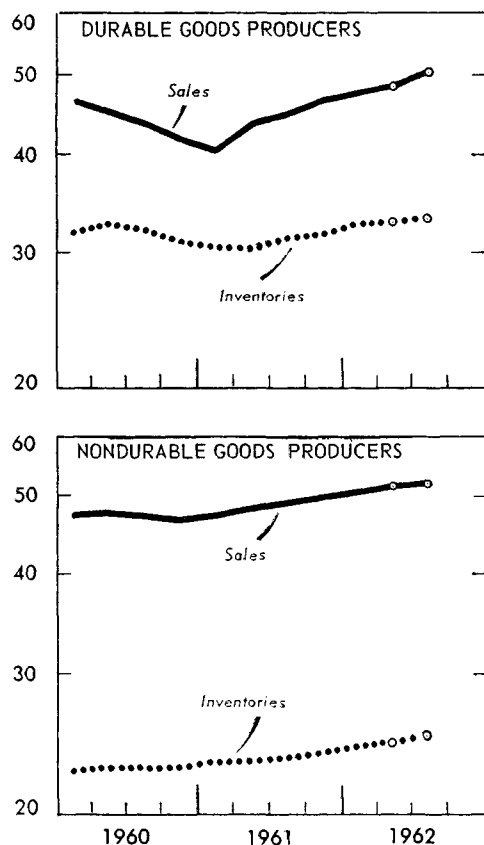 60
DURABLE GOODS PRODUCERS
50
Sales
40
30
Inventories
20
60
NONDURABLE GOODS PRODUCERS
50
Sales
40
30
Inventories
20
1960 1961 1962